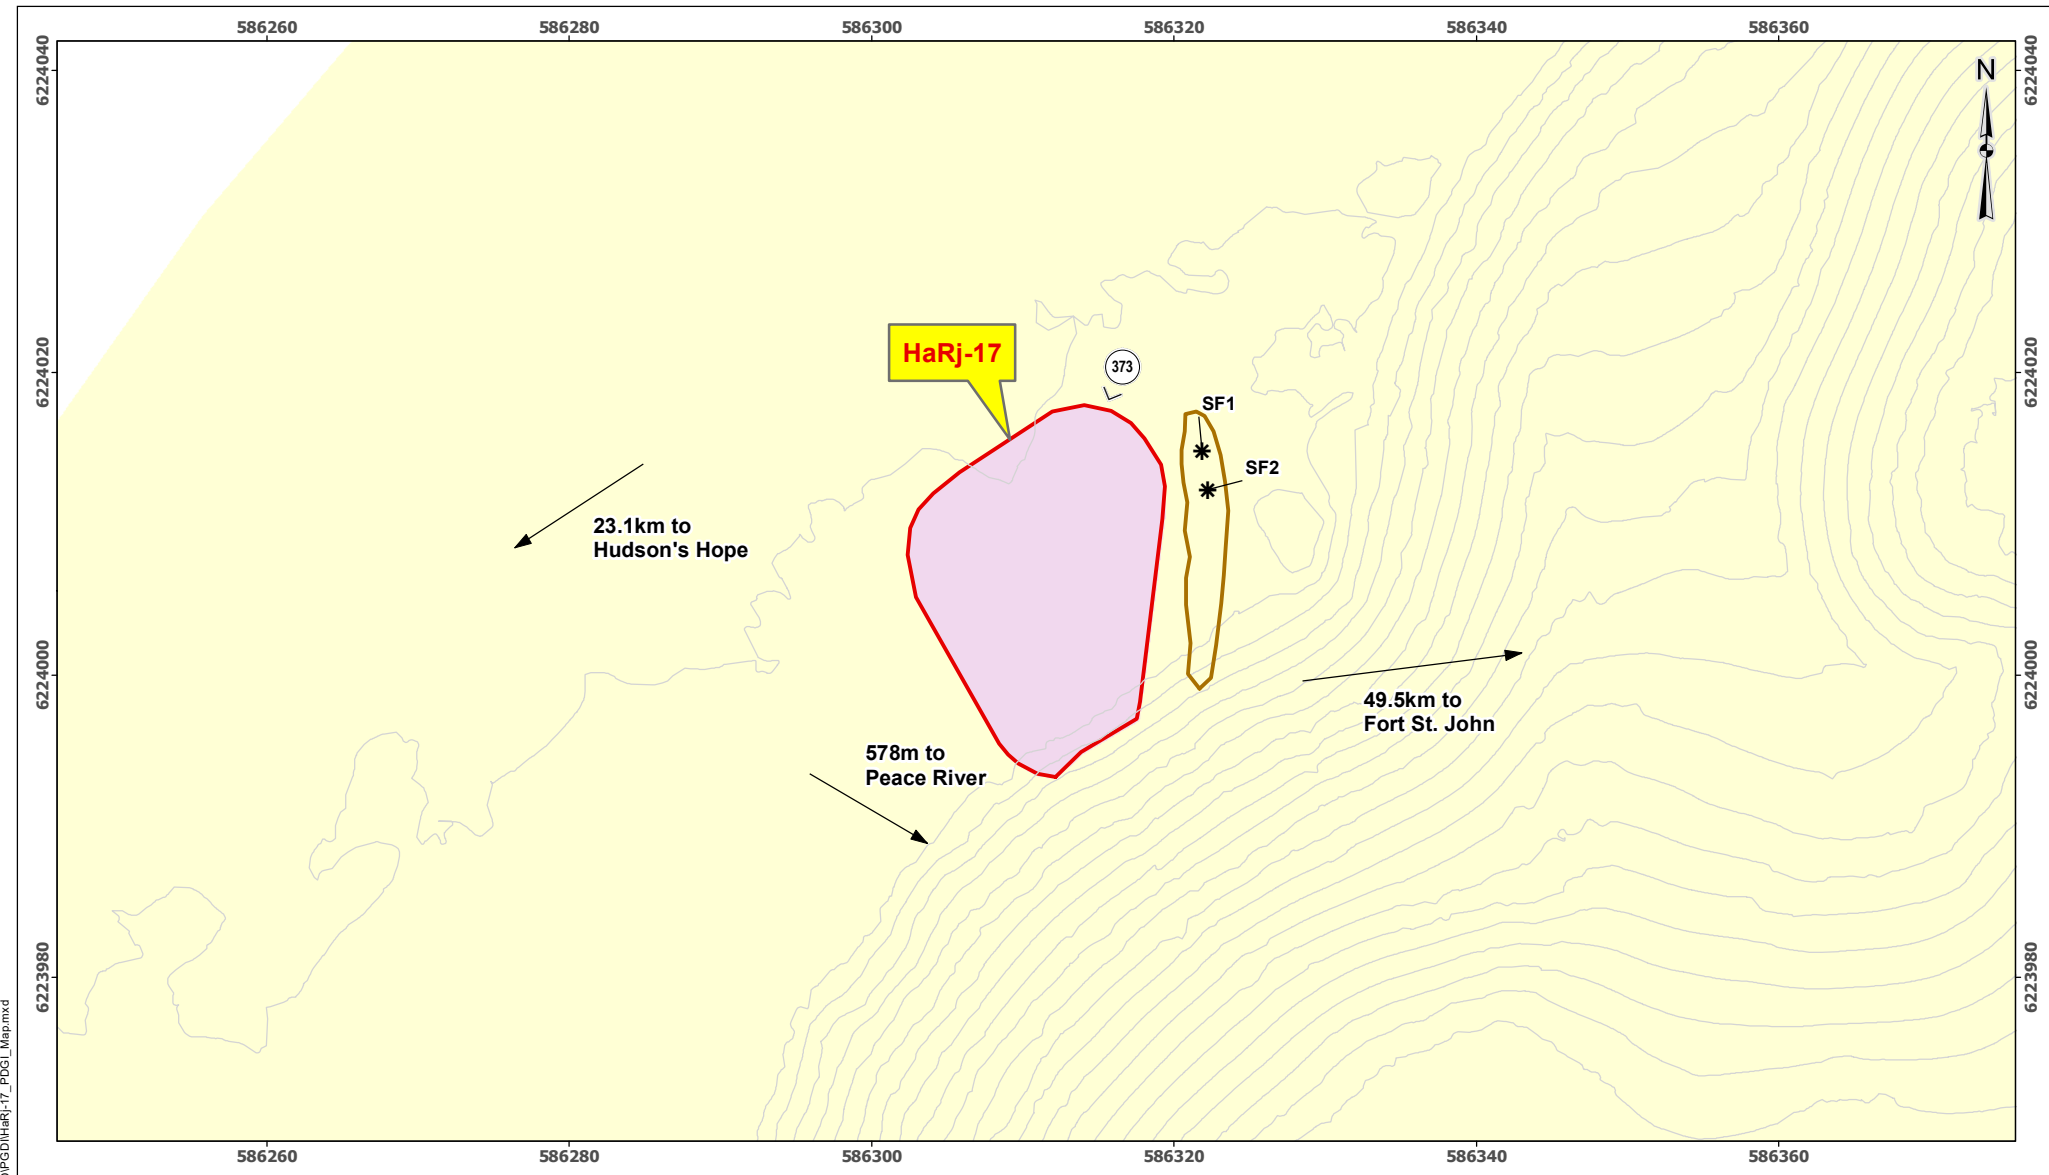 586260 586280 586300 586320 586340 586360
6224040
6224040
N
6224020
6224020
HaRj-17
373
SF1
SF2
23.1km to
Hudson's Hope
6224000
6224000
49.5km to
Fort St. John
578m to
Peace River
6223980
6223980
PGDI\HaRj-17_PDGI_Map.mxd
586260 586280 586300 586320 586340 586360